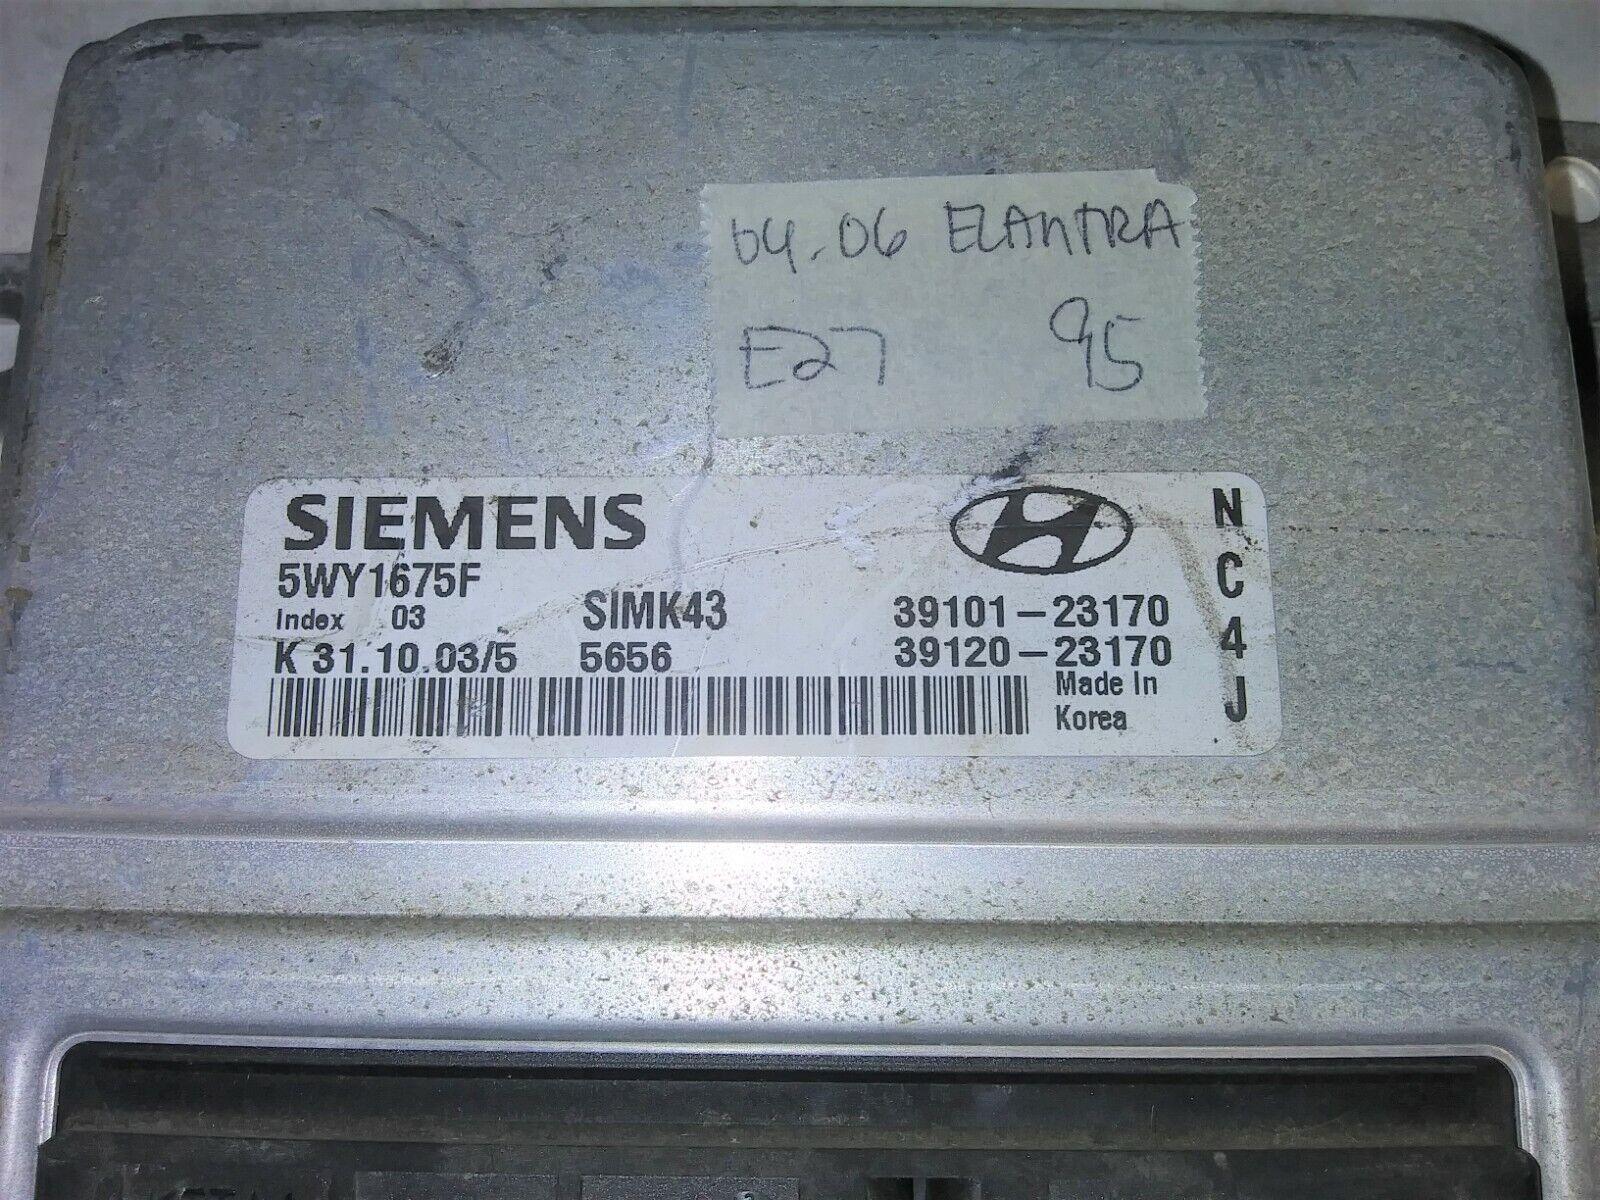 04.06 ELANTRA
E27 95
SIEMENS
5WY1675F
Index 03 SIMK43 39101-23170
K 31.10.03/5 5656 39120-23170
Made In
Korea
N
C
4
J